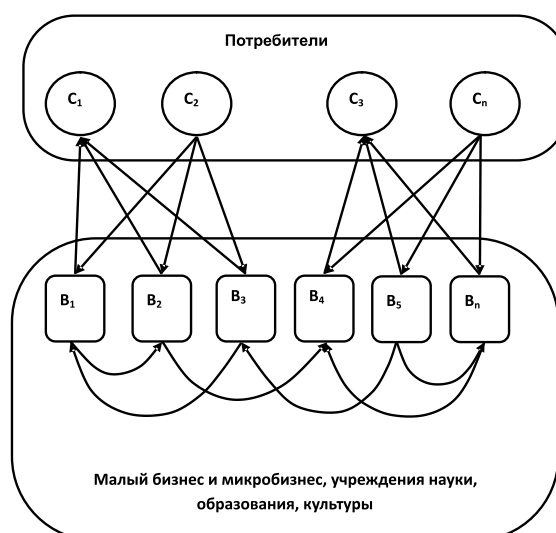 Потребители
C₁ C₂ C₃ Cₙ
B₁ B₂ B₃ B₄ B₅ Bₙ
Малый бизнес и микробизнес, учреждения науки,
образования, культуры